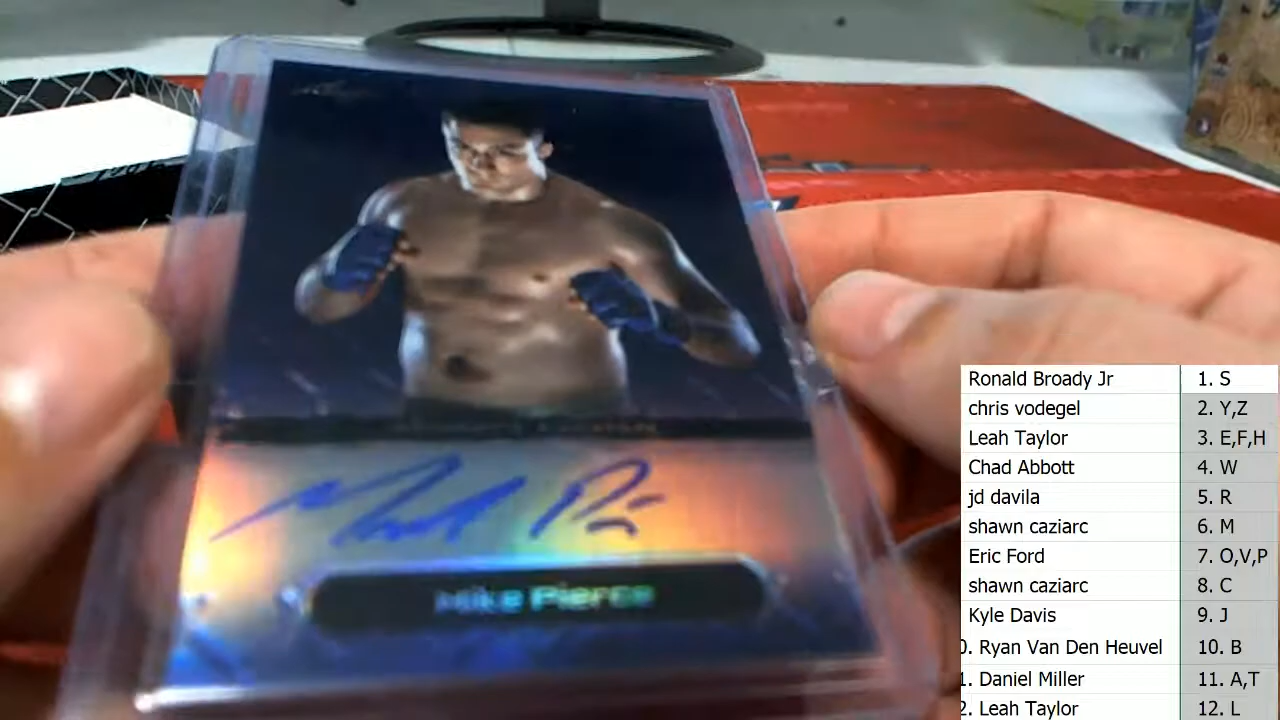 Mike Pierce
Ronald Broady Jr 1. S
chris vodegel 2. Y,Z
Leah Taylor 3. E,F,H
Chad Abbott 4. W
jd davila 5. R
shawn caziarc 6. M
Eric Ford 7. O,V,P
shawn caziarc 8. C
Kyle Davis 9. J
0. Ryan Van Den Heuvel 10. B
1. Daniel Miller 11. A,T
2. Leah Taylor 12. L